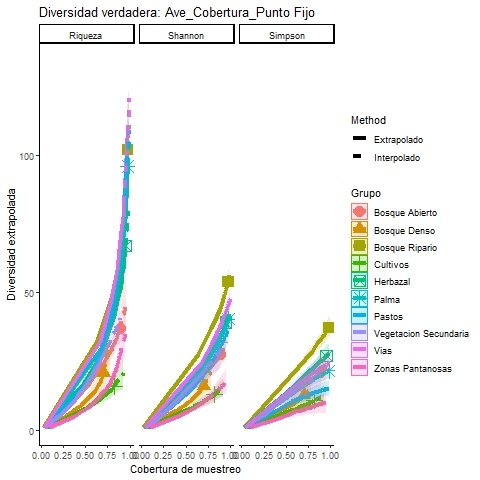 Diversidad verdadera: Ave_Cobertura_Punto Fijo
Riqueza Shannon Simpson
Diversidad extrapolada
100
50
0
0.00 0.25 0.50 0.75 1.00 0.00 0.25 0.50 0.75 1.00 0.00 0.25 0.50 0.75 1.00
Cobertura de muestreo
Method
Extrapolado
Interpolado
Grupo
Bosque Abierto
Bosque Denso
Bosque Ripario
Cultivos
Herbazal
Palma
Pastos
Vegetacion Secundaria
Vias
Zonas Pantanosas